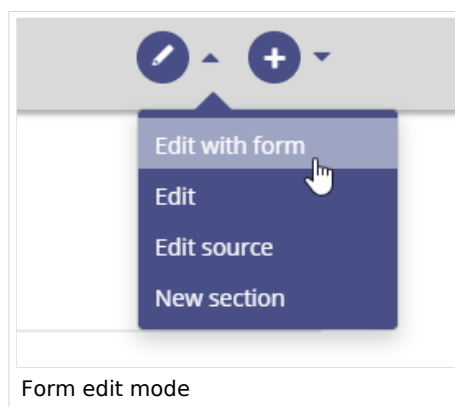 Edit with form
Edit
Edit source
New section
Form edit mode